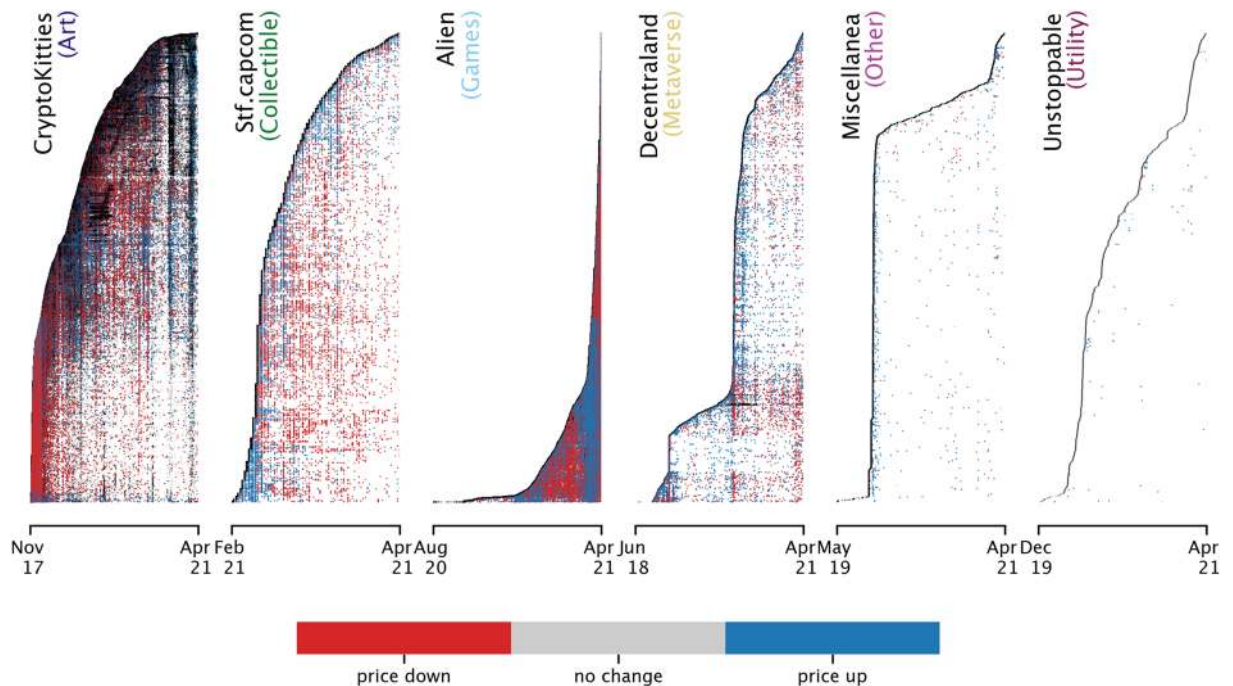 CryptoKitties
(Art)
Stf.capcom
(Collectible)
Alien
(Games)
Decentraland
(Metaverse)
Miscellanea
(Other)
Unstoppable
(Utility)
Nov
17
Apr
21
Feb
21
Apr
21
Aug
20
Apr
21
Jun
18
Apr
21
May
19
Apr
21
Dec
19
Apr
21
price down
no change
price up